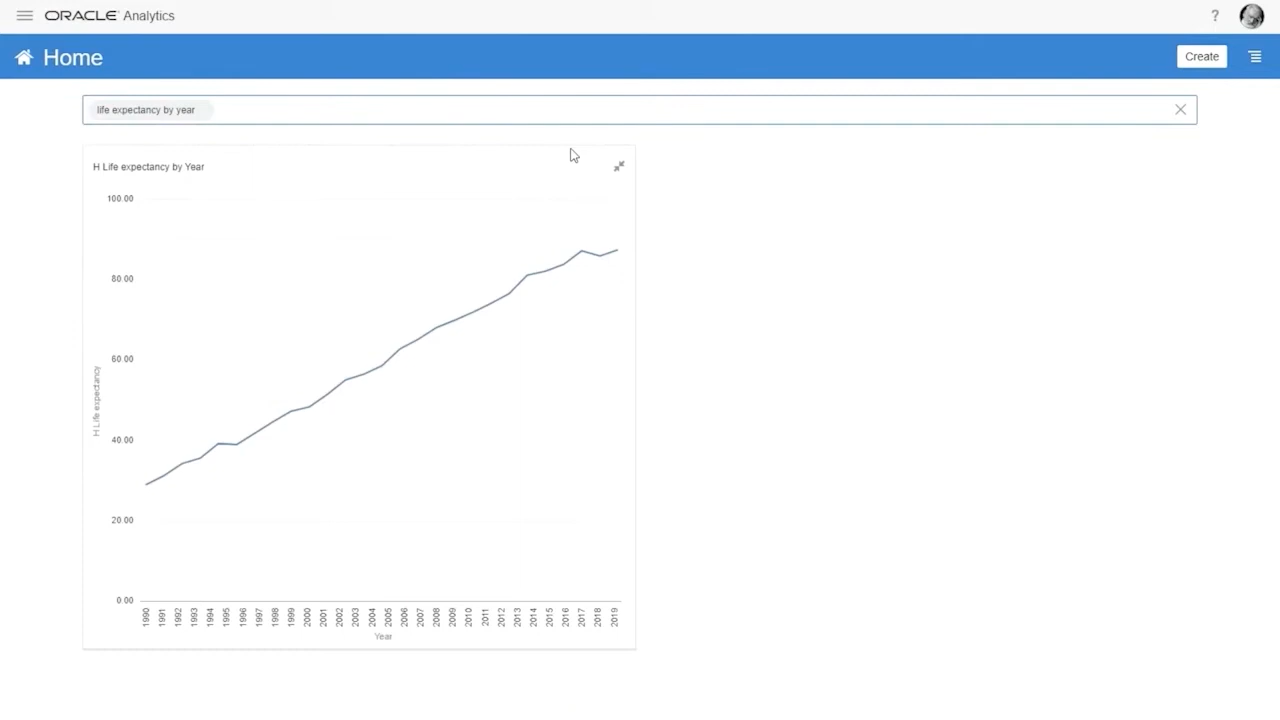 ORACLE Analytics
?
Home
Create
life expectancy by year
H Life expectancy by Year
100.00
80.00
60.00
40.00
20.00
0.00
H Life expectancy
1990 1991 1992 1993 1994 1995 1996 1997 1998 1999 2000 2001 2002 2003 2004 2005 2006 2007 2008 2009 2010 2011 2012 2013 2014 2015 2016 2017 2018 2019
Year